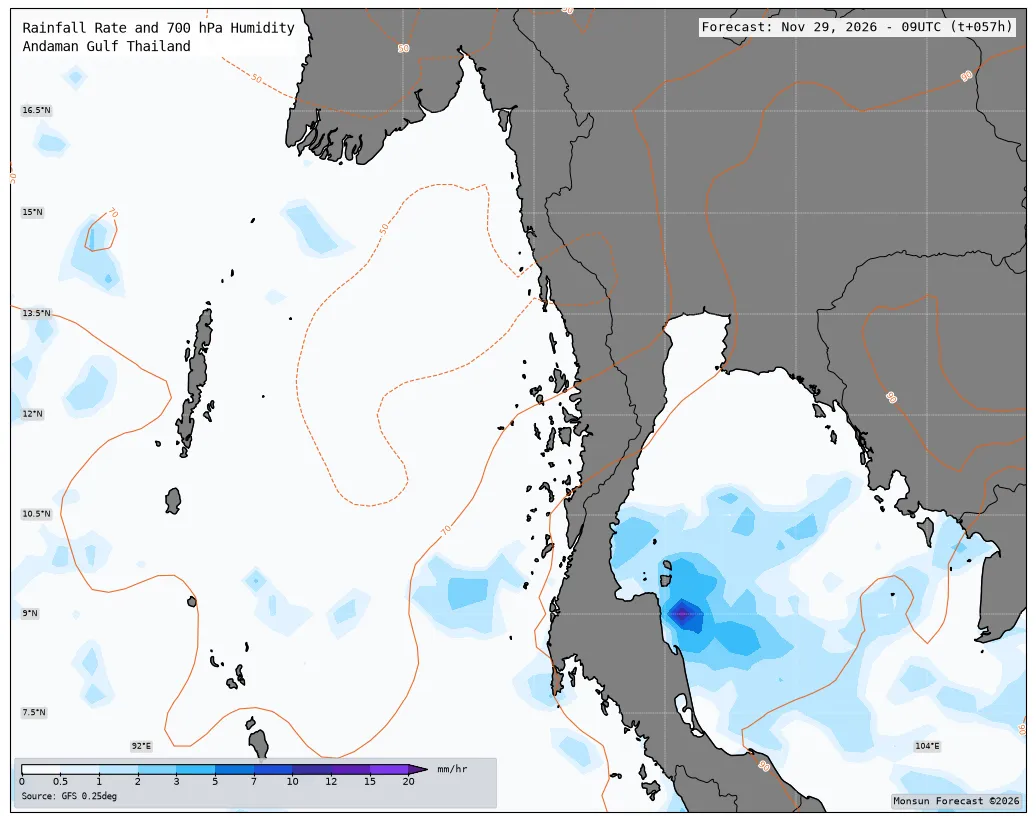 Rainfall Rate and 700 hPa Humidity
Andaman Gulf Thailand
Forecast: Nov 29, 2026 - 09UTC (t+057h)
50
50
50
90
16.5°N
50
15°N
70
50
13.5°N
90
12°N
10.5°N
70
9°N
7.5°N
90
92°E
104°E
90
0 0.5 1 2 3 5 7 10 12 15 20 mm/hr
Source: GFS 0.25deg
Monsun Forecast ©2026